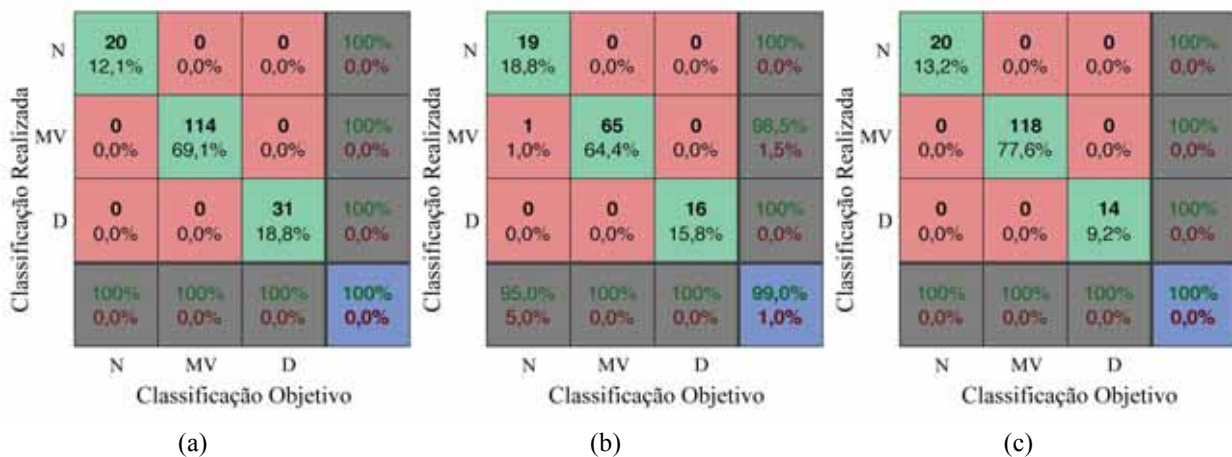 Classificação Realizada
N
20 0 0 100%
12,1% 0,0% 0,0% 0,0%
MV
0 114 0 100%
0,0% 69,1% 0,0% 0,0%
D
0 0 31 100%
0,0% 0,0% 18,8% 0,0%
100% 100% 100% 100%
0,0% 0,0% 0,0% 0,0%
N MV D
Classificação Objetivo
(a)
Classificação Realizada
N
19 0 0 100%
18,8% 0,0% 0,0% 0,0%
MV
1 65 0 98,5%
1,0% 64,4% 0,0% 1,5%
D
0 0 16 100%
0,0% 0,0% 15,8% 0,0%
95,0% 100% 100% 99,0%
5,0% 0,0% 0,0% 1,0%
N MV D
Classificação Objetivo
(b)
Classificação Realizada
N
20 0 0 100%
13,2% 0,0% 0,0% 0,0%
MV
0 118 0 100%
0,0% 77,6% 0,0% 0,0%
D
0 0 14 100%
0,0% 0,0% 9,2% 0,0%
100% 100% 100% 100%
0,0% 0,0% 0,0% 0,0%
N MV D
Classificação Objetivo
(c)